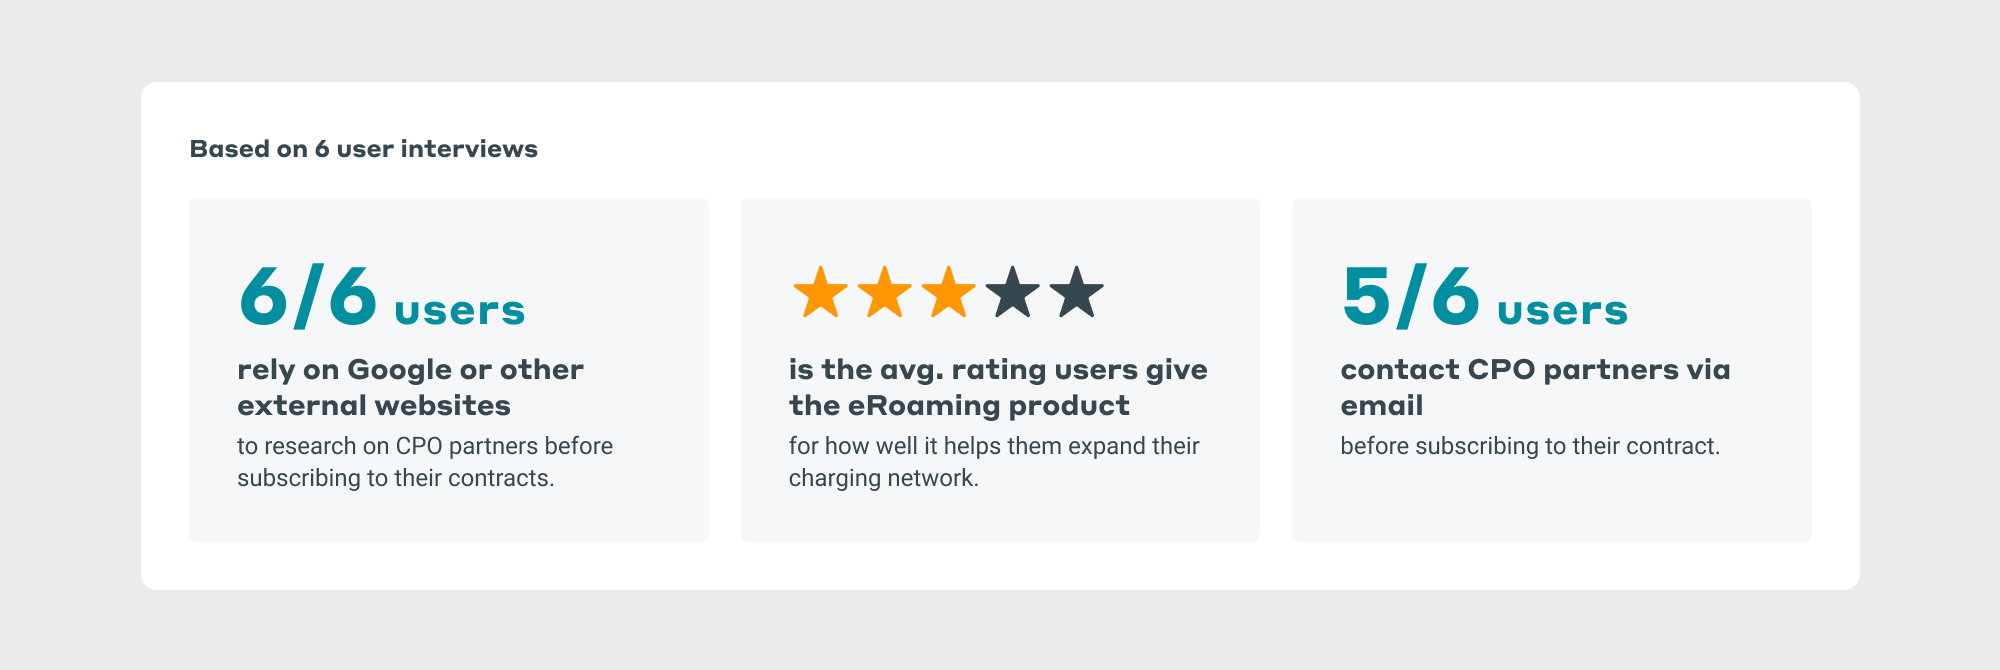 Based on 6 user interviews
6/6 users
rely on Google or other
external websites
to research on CPO partners before
subscribing to their contracts.
is the avg. rating users give
the eRoaming product
for how well it helps them expand their
charging network.
5/6 users
contact CPO partners via
email
before subscribing to their contract.